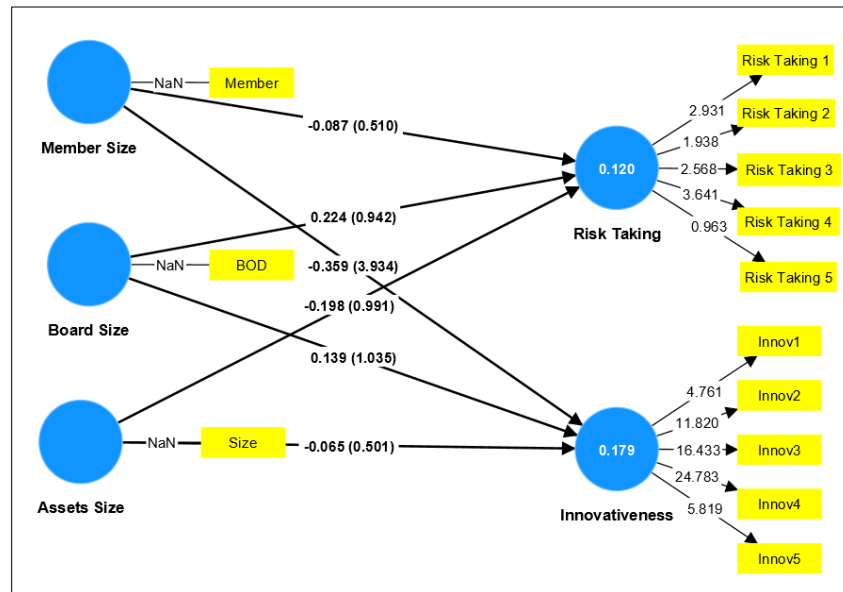 Member Size
NaN
Member
Board Size
NaN
BOD
Assets Size
NaN
Size
-0.087 (0.510)
0.224 (0.942)
-0.359 (3.934)
-0.198 (0.991)
0.139 (1.035)
-0.065 (0.501)
0.120
Risk Taking
2.931
1.938
2.568
3.641
0.963
Risk Taking 1
Risk Taking 2
Risk Taking 3
Risk Taking 4
Risk Taking 5
0.179
Innovativeness
4.761
11.820
16.433
24.783
5.819
Innov1
Innov2
Innov3
Innov4
Innov5